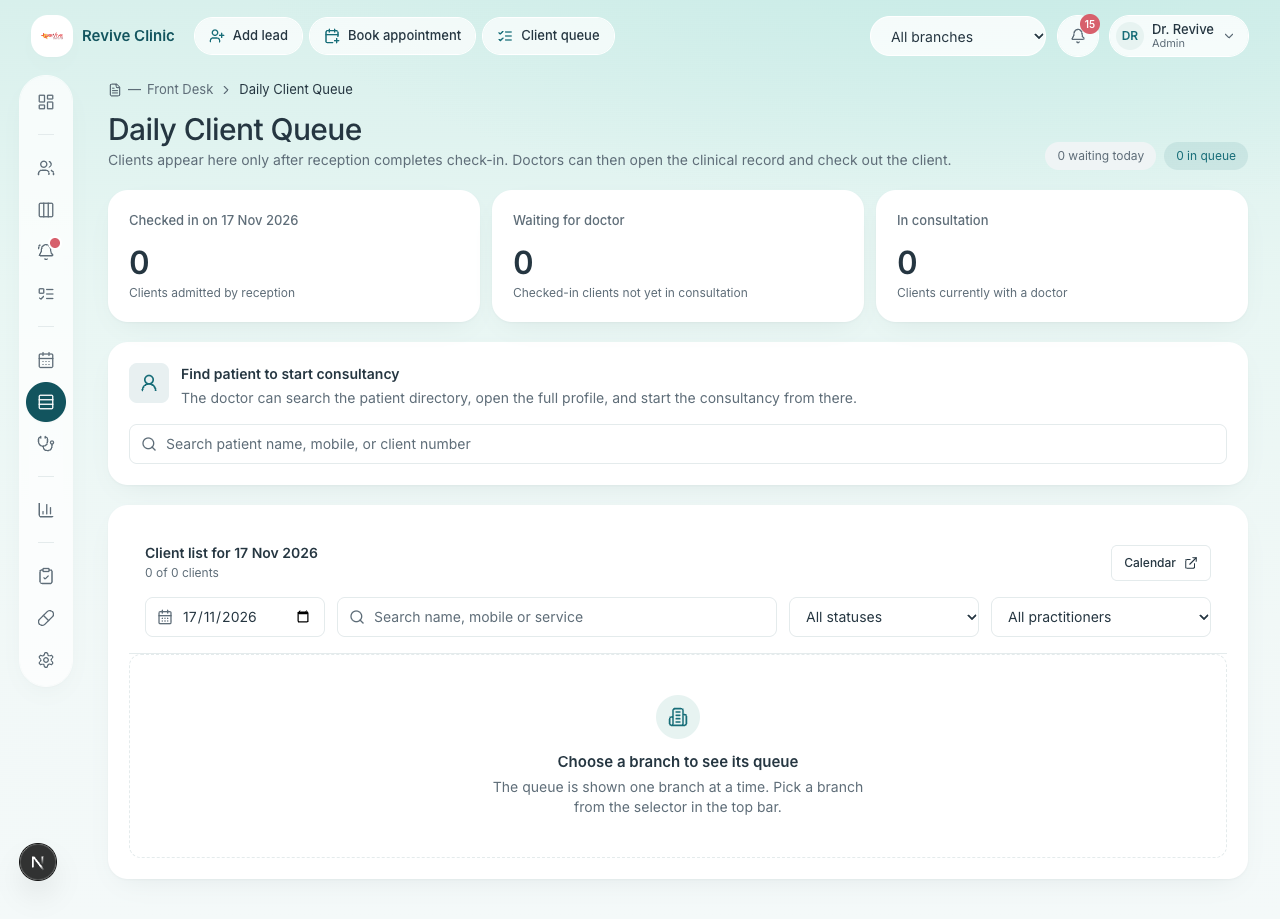 Revive Clinic
Add lead
Book appointment
Client queue
All branches
15
DR
Dr. Revive
Admin
— Front Desk > Daily Client Queue
Daily Client Queue
Clients appear here only after reception completes check-in. Doctors can then open the clinical record and check out the client.
0 waiting today
0 in queue
Checked in on 17 Nov 2026
0
Clients admitted by reception
Waiting for doctor
0
Checked-in clients not yet in consultation
In consultation
0
Clients currently with a doctor
Find patient to start consultancy
The doctor can search the patient directory, open the full profile, and start the consultancy from there.
Search patient name, mobile, or client number
Client list for 17 Nov 2026
0 of 0 clients
Calendar
17/11/2026
Search name, mobile or service
All statuses
All practitioners
Choose a branch to see its queue
The queue is shown one branch at a time. Pick a branch
from the selector in the top bar.
N